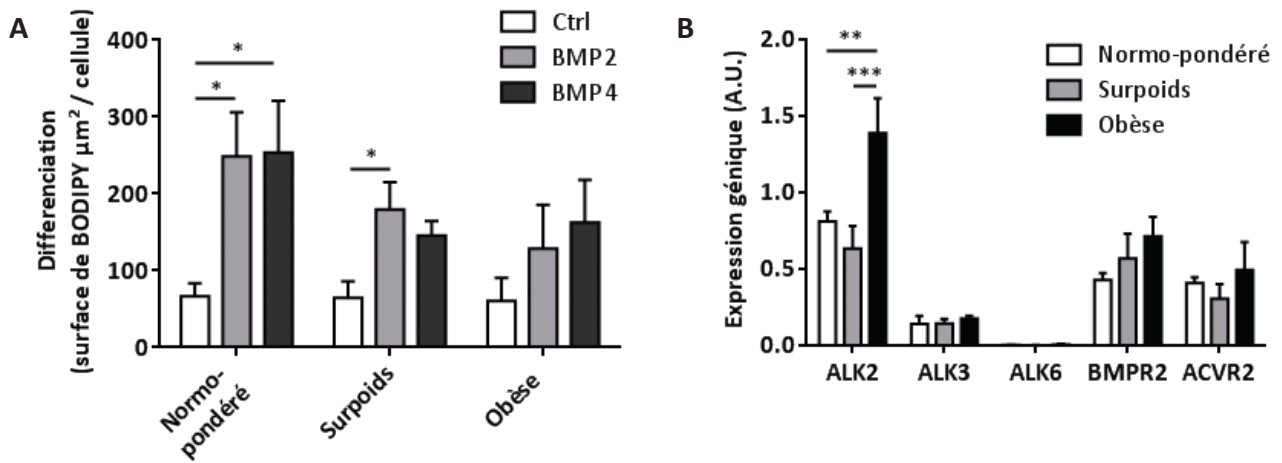 A
Differenciation
(surface de BODIPY µm² / cellule)
400
300
200
100
0
*
*
*
Ctrl
BMP2
BMP4
Normo-
pondéré
Surpoids
Obèse
B
Expression génique (A.U.)
2.0
1.5
1.0
0.5
0.0
**
***
Normo-pondéré
Surpoids
Obèse
ALK2
ALK3
ALK6
BMPR2
ACVR2